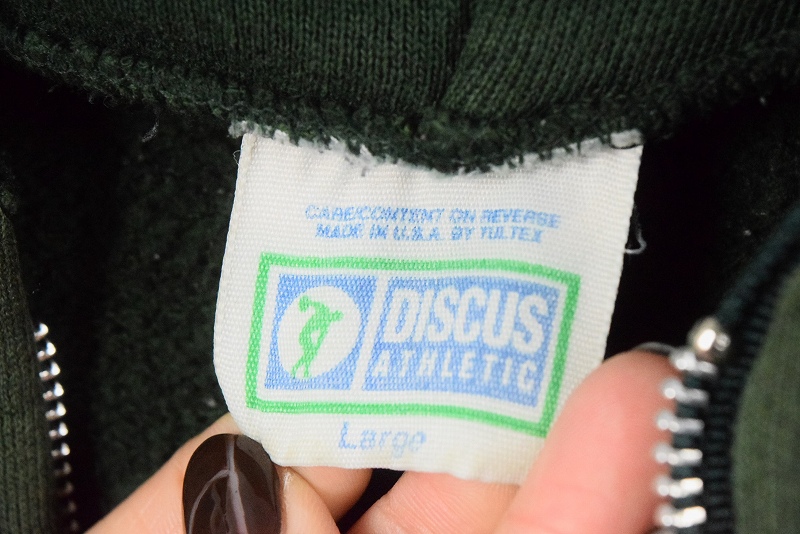 CARE/CONTENT ON REVERSE
MADE IN U.S.A. BY TULTEX
DISCUS
ATHLETIC
Large